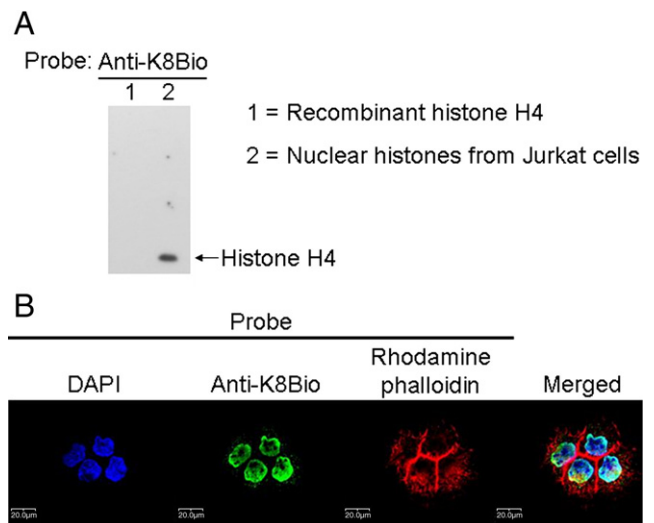 A
Probe: Anti-K8Bio
1 2
1 = Recombinant histone H4
2 = Nuclear histones from Jurkat cells
Histone H4
B
Probe
DAPI
Anti-K8Bio
Rhodamine
phalloidin
Merged
20.0µm
20.0µm
20.0µm
20.0µm